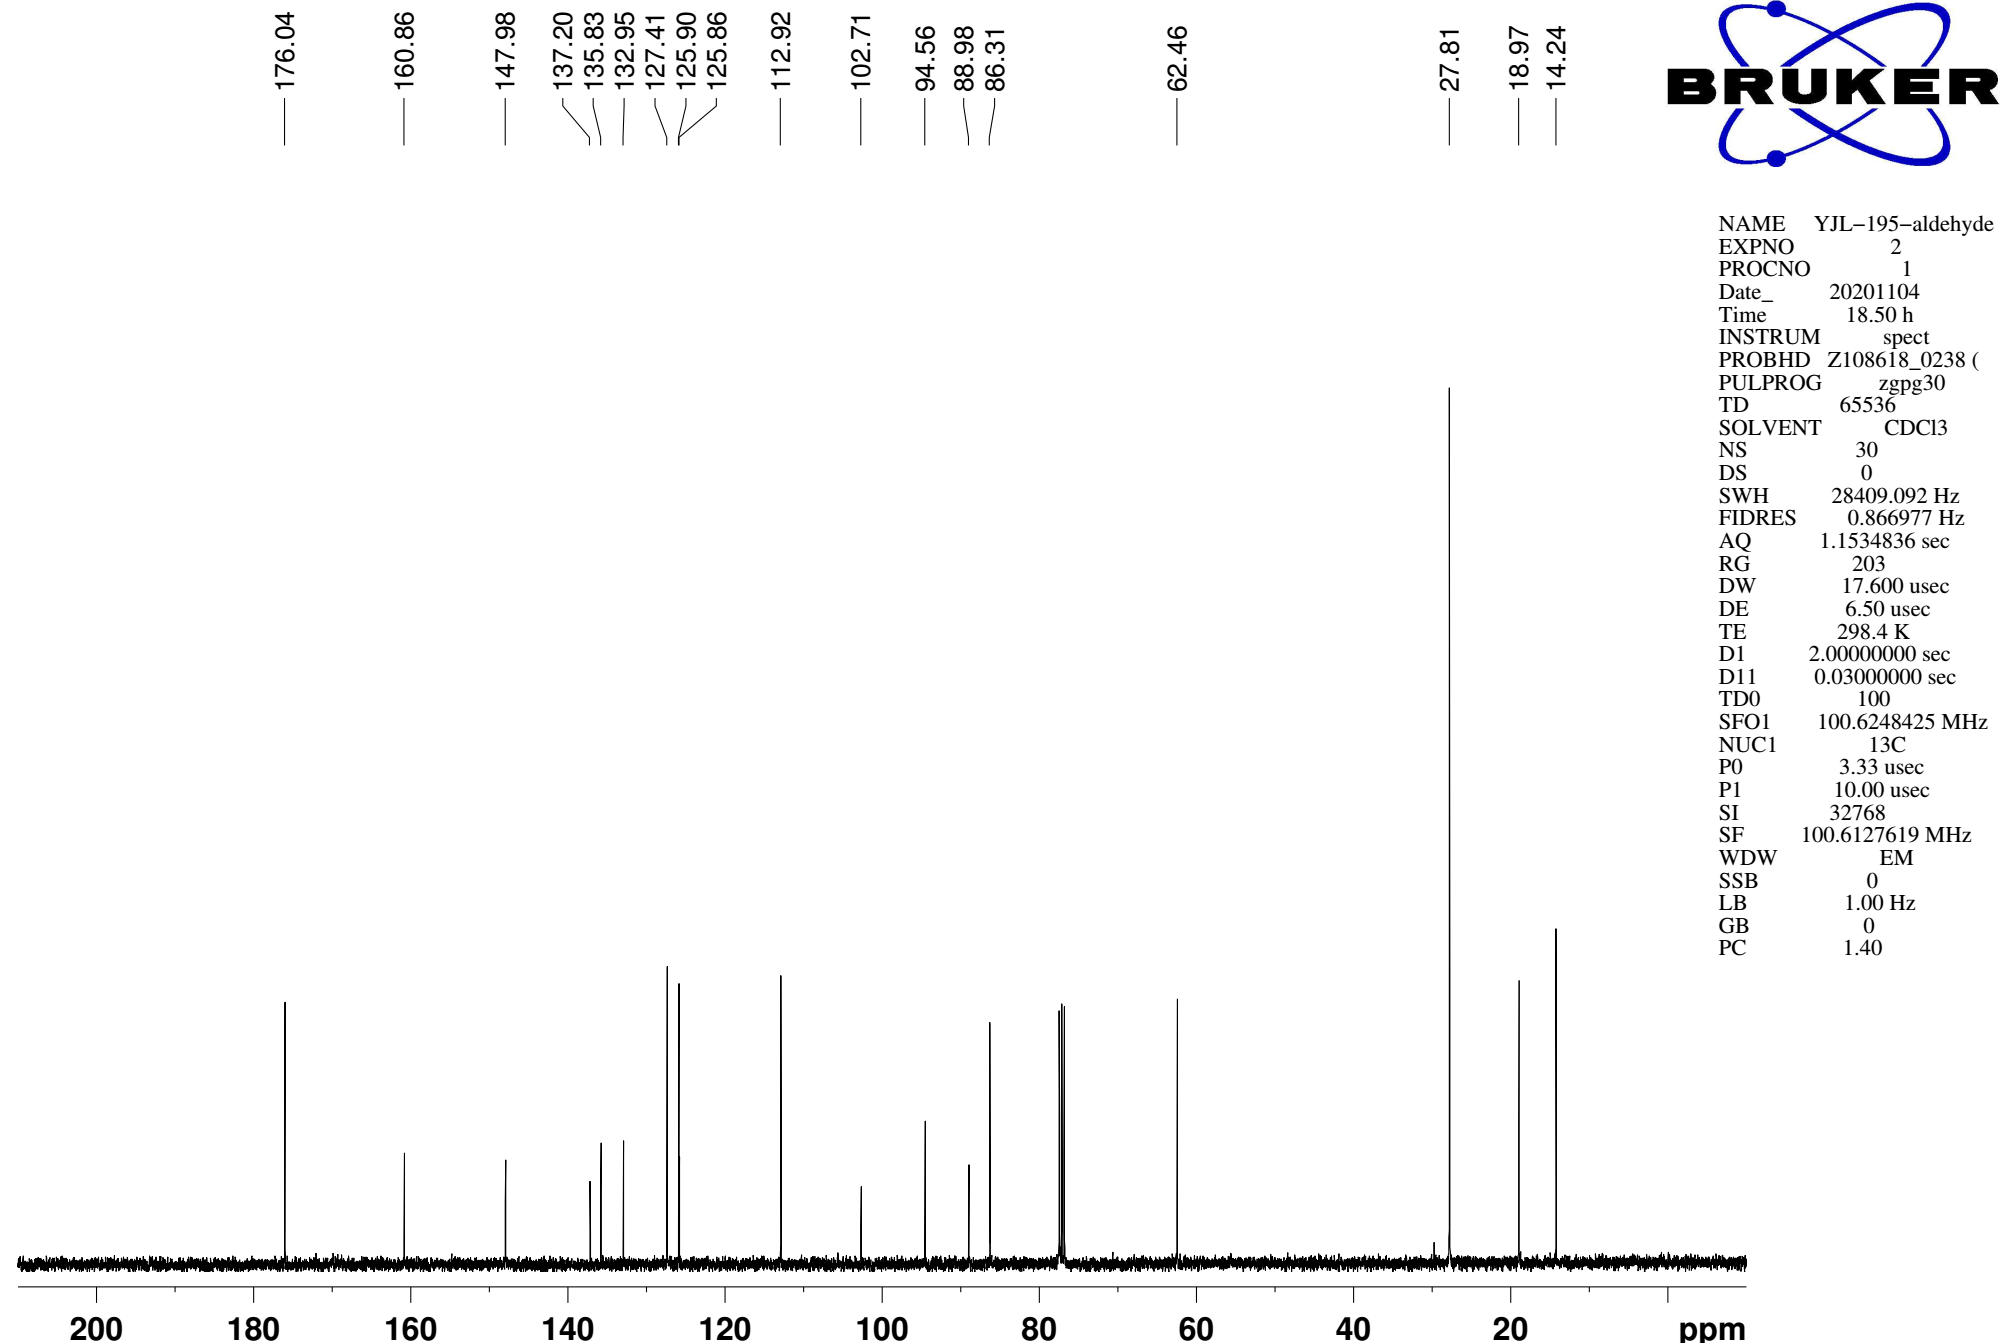 176.04
160.86
147.98
137.20
135.83
132.95
127.41
125.90
125.86
112.92
102.71
94.56
88.98
86.31
62.46
27.81
18.97
14.24
BRUKER
NAME YJL−195−aldehyde
EXPNO 2
PROCNO 1
Date_ 20201104
Time 18.50 h
INSTRUM spect
PROBHD Z108618_0238 (
PULPROG zgpg30
TD 65536
SOLVENT CDCl3
NS 30
DS 0
SWH 28409.092 Hz
FIDRES 0.866977 Hz
AQ 1.1534836 sec
RG 203
DW 17.600 usec
DE 6.50 usec
TE 298.4 K
D1 2.00000000 sec
D11 0.03000000 sec
TD0 100
SFO1 100.6248425 MHz
NUC1 13C
P0 3.33 usec
P1 10.00 usec
SI 32768
SF 100.6127619 MHz
WDW EM
SSB 0
LB 1.00 Hz
GB 0
PC 1.40
200 180 160 140 120 100 80 60 40 20 ppm